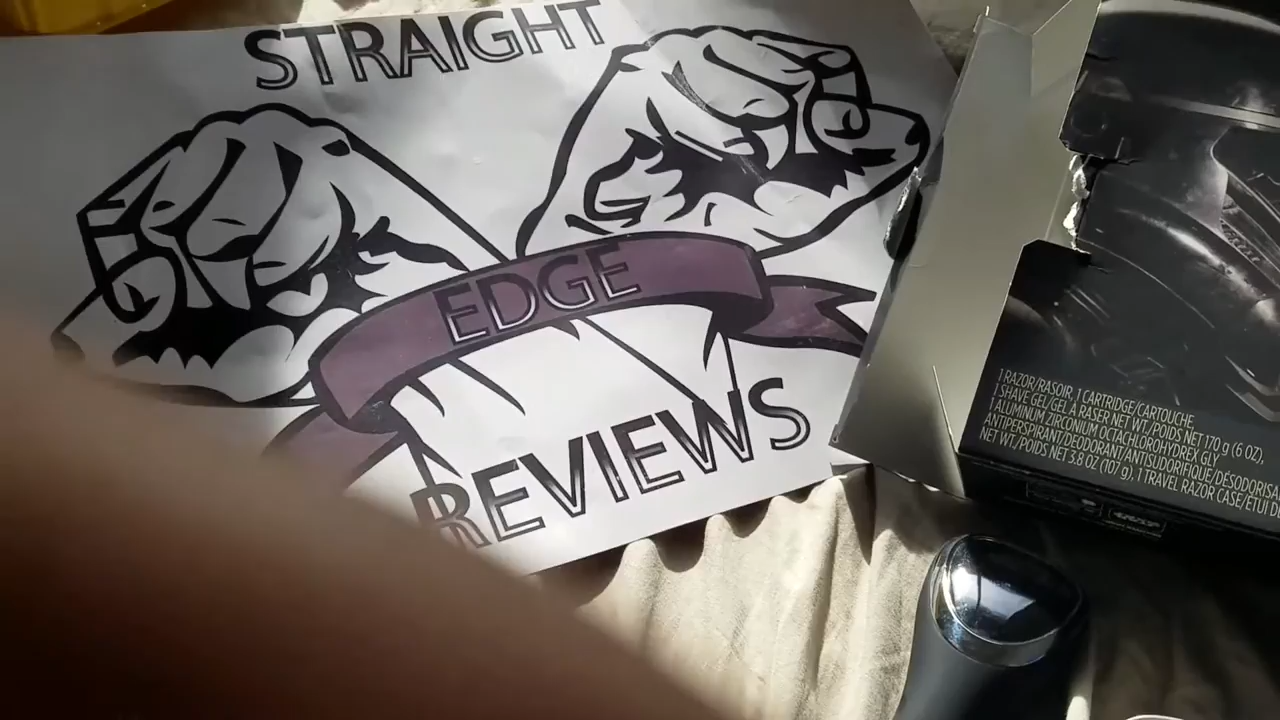 STRAIGHT
EDGE
REVIEWS
1 RAZOR/RASOIR, 1 CARTRIDGE/CARTOUCHE
1 SHAVE GEL/GEL À RASER NET WT/POIDS NET 170 g (6 OZ),
1 ALUMINUM ZIRCONIUM OCTACHLOROHYDREX GLY
ANTIPERSPIRANT/DEODORANT/ANTISUDORIFIQUE/DÉSODORISA
NET WT/POIDS NET 3.8 OZ (107 g), 1 TRAVEL RAZOR CASE/ÉTUI DE